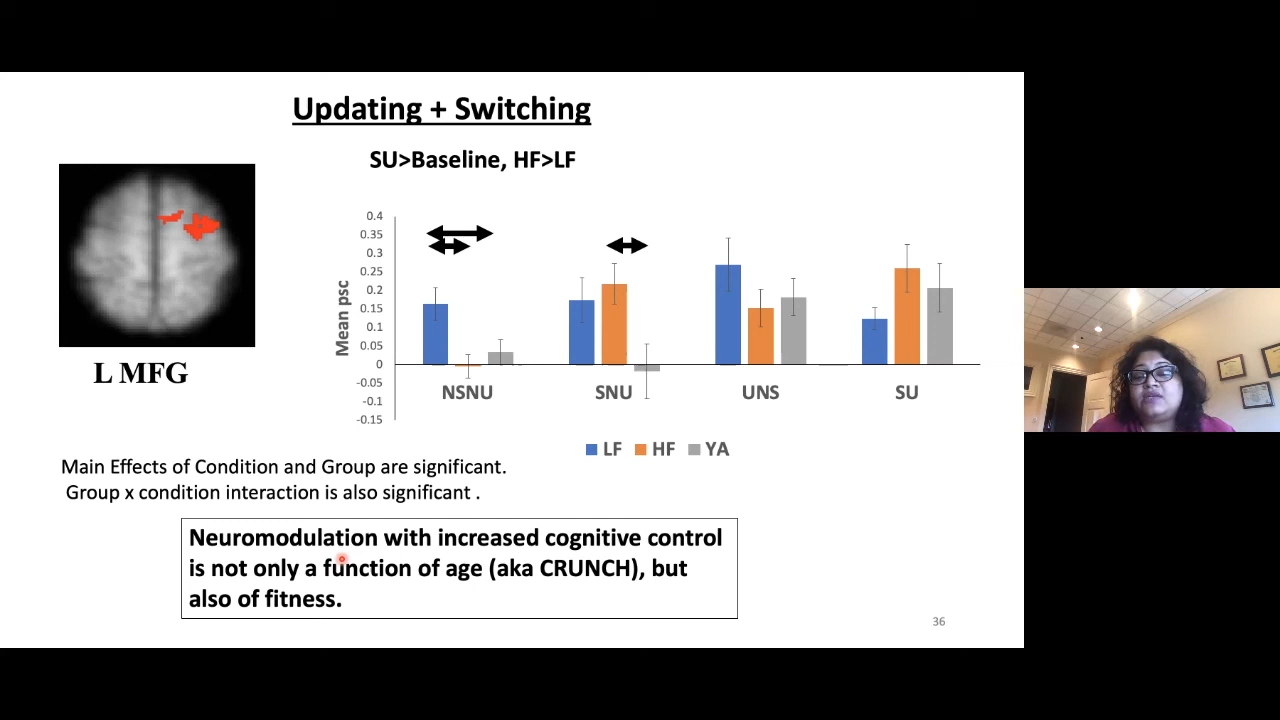 Updating + Switching
SU>Baseline, HF>LF
L MFG
Mean psc
0.4
0.35
0.3
0.25
0.2
0.15
0.1
0.05
0
-0.05
-0.1
-0.15
NSNU
SNU
UNS
SU
LF
HF
YA
Main Effects of Condition and Group are significant.
Group x condition interaction is also significant .
Neuromodulation with increased cognitive control
is not only a function of age (aka CRUNCH), but
also of fitness.
36